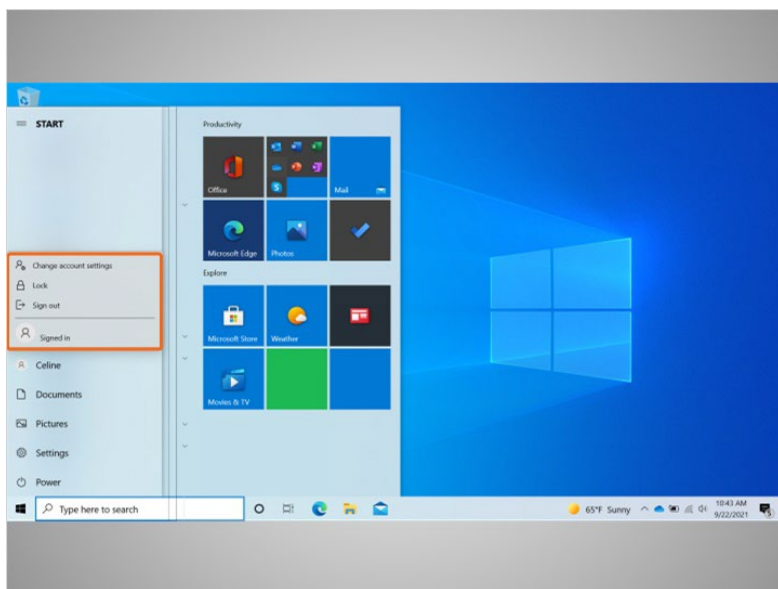 START
Productivity
Office
Mail
Microsoft Edge
Photos
Explore
Change account settings
Lock
Sign out
Signed in
Microsoft Store
Weather
Movies & TV
Celine
Documents
Pictures
Settings
Power
Type here to search
65°F Sunny
10:43 AM
9/22/2021